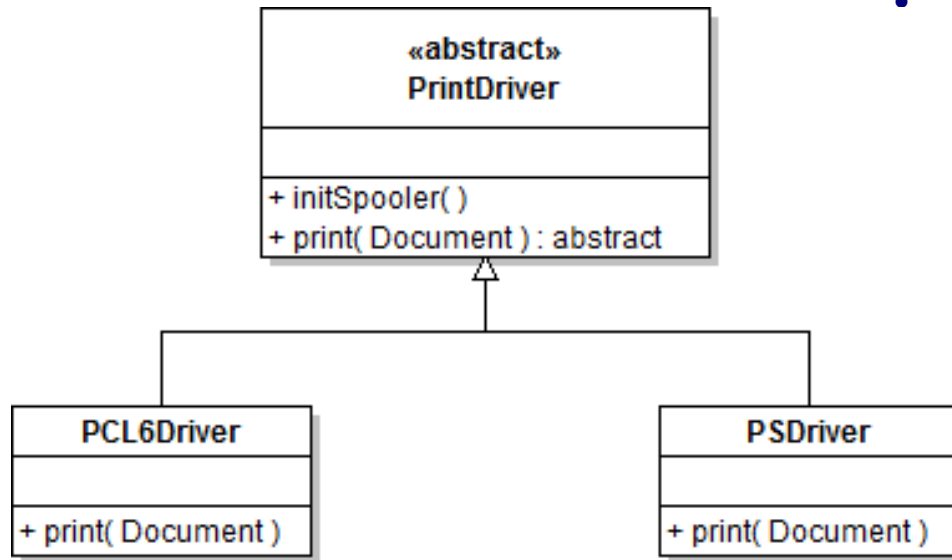 «abstract»
PrintDriver
+ initSpooler( )
+ print( Document ) : abstract
PCL6Driver
+ print( Document )
PSDriver
+ print( Document )